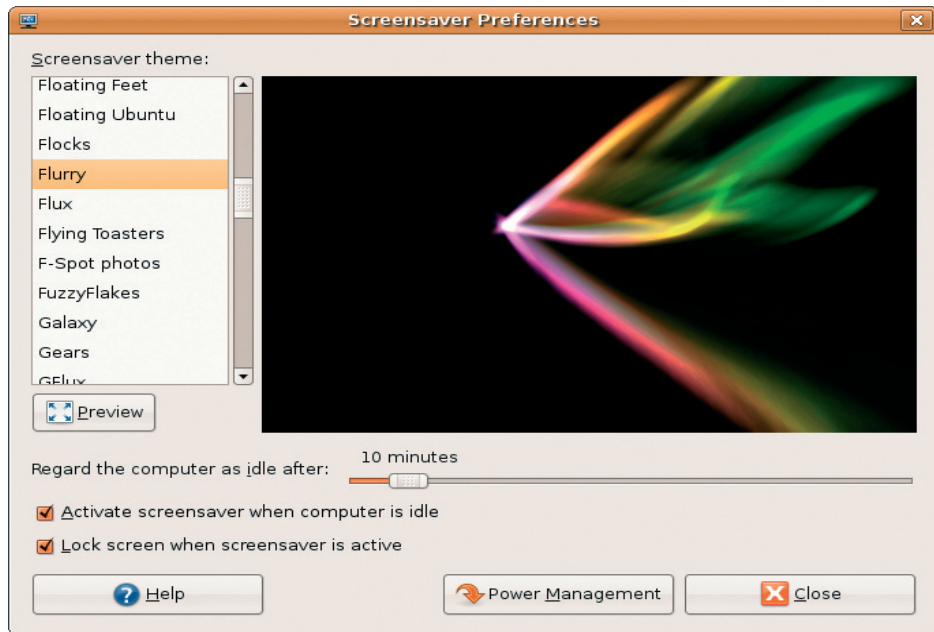 Screensaver Preferences
Screensaver theme:
Floating Feet
Floating Ubuntu
Flocks
Flurry
Flux
Flying Toasters
F-Spot photos
FuzzyFlakes
Galaxy
Gears
GFlux
Preview
Regard the computer as idle after:
10 minutes
Activate screensaver when computer is idle
Lock screen when screensaver is active
Help
Power Management
Close